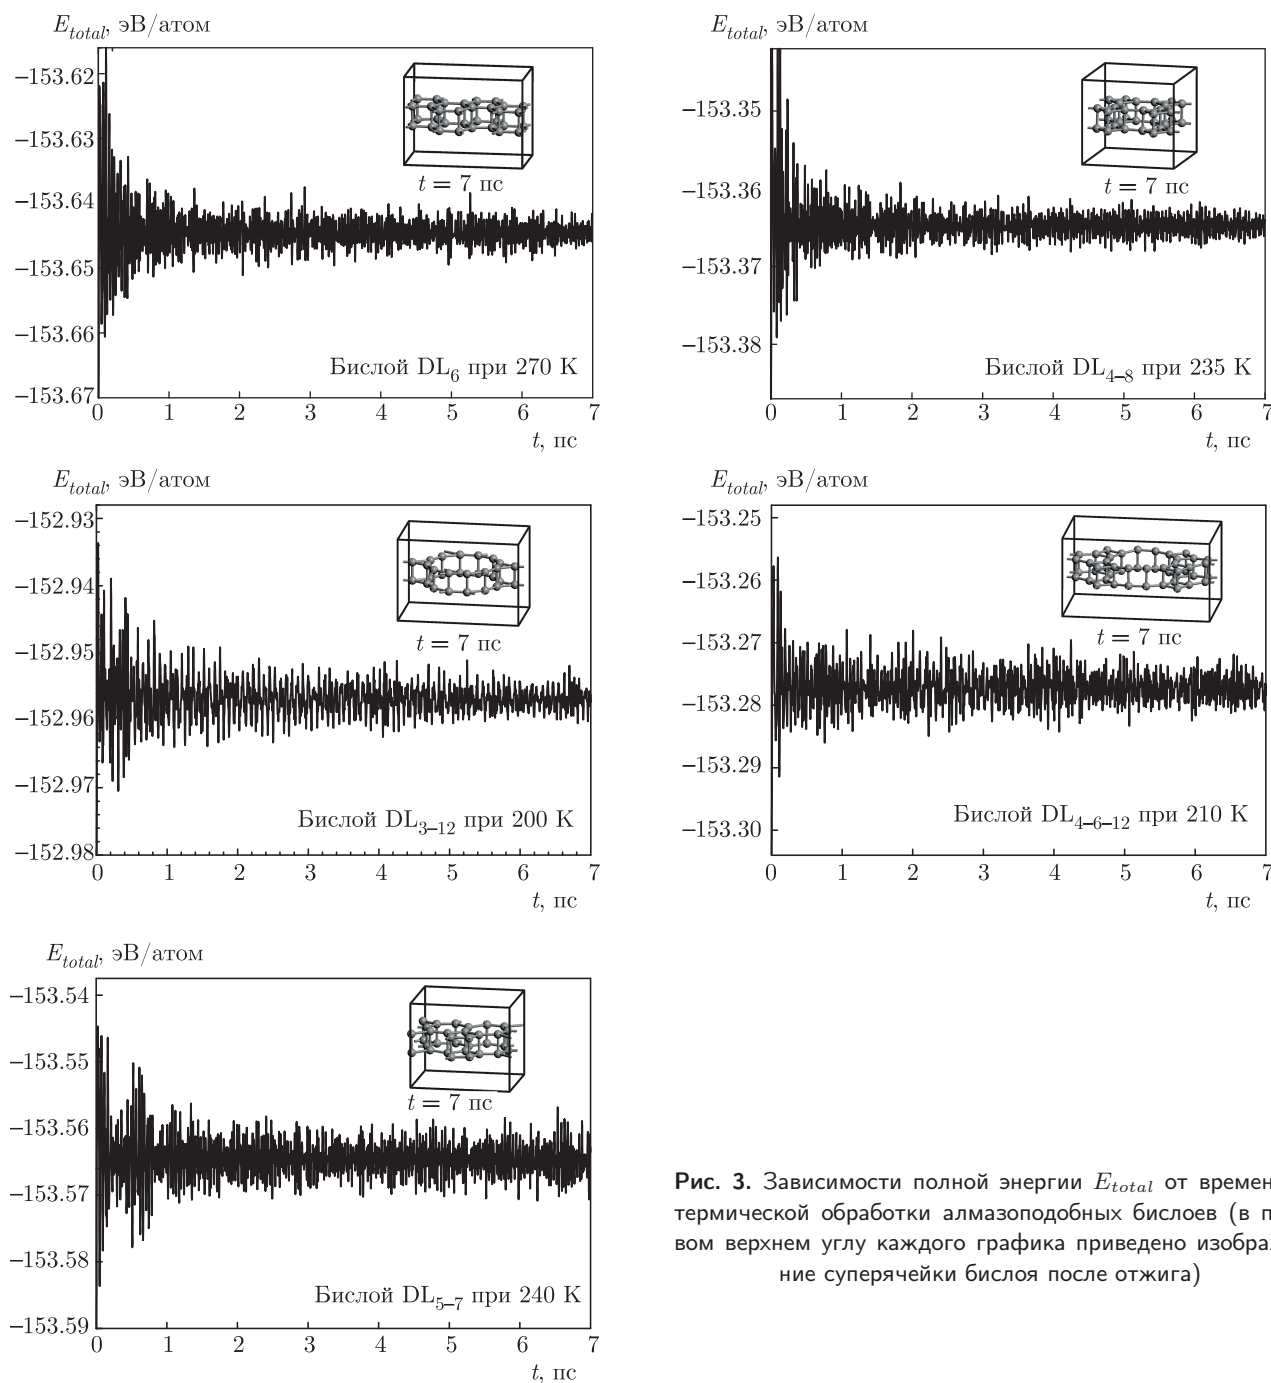 E_total, эВ/атом
−153.62
−153.63
−153.64
−153.65
−153.66
−153.67
t = 7 пс
Бислой DL_6 при 270 K
0 1 2 3 4 5 6 7
t, пс
E_total, эВ/атом
−153.35
−153.36
−153.37
−153.38
t = 7 пс
Бислой DL_4–8 при 235 K
0 1 2 3 4 5 6 7
t, пс
E_total, эВ/атом
−152.93
−152.94
−152.95
−152.96
−152.97
−152.98
t = 7 пс
Бислой DL_3–12 при 200 K
0 1 2 3 4 5 6 7
t, пс
E_total, эВ/атом
−153.25
−153.26
−153.27
−153.28
−153.29
−153.30
t = 7 пс
Бислой DL_4–6–12 при 210 K
0 1 2 3 4 5 6 7
t, пс
E_total, эВ/атом
−153.54
−153.55
−153.56
−153.57
−153.58
−153.59
t = 7 пс
Бислой DL_5–7 при 240 K
0 1 2 3 4 5 6 7
t, пс
Рис. 3. Зависимости полной энергии E_total от времен
термической обработки алмазоподобных бислоев (в п
вом верхнем углу каждого графика приведено изобра
ние суперячейки бислоя после отжига)